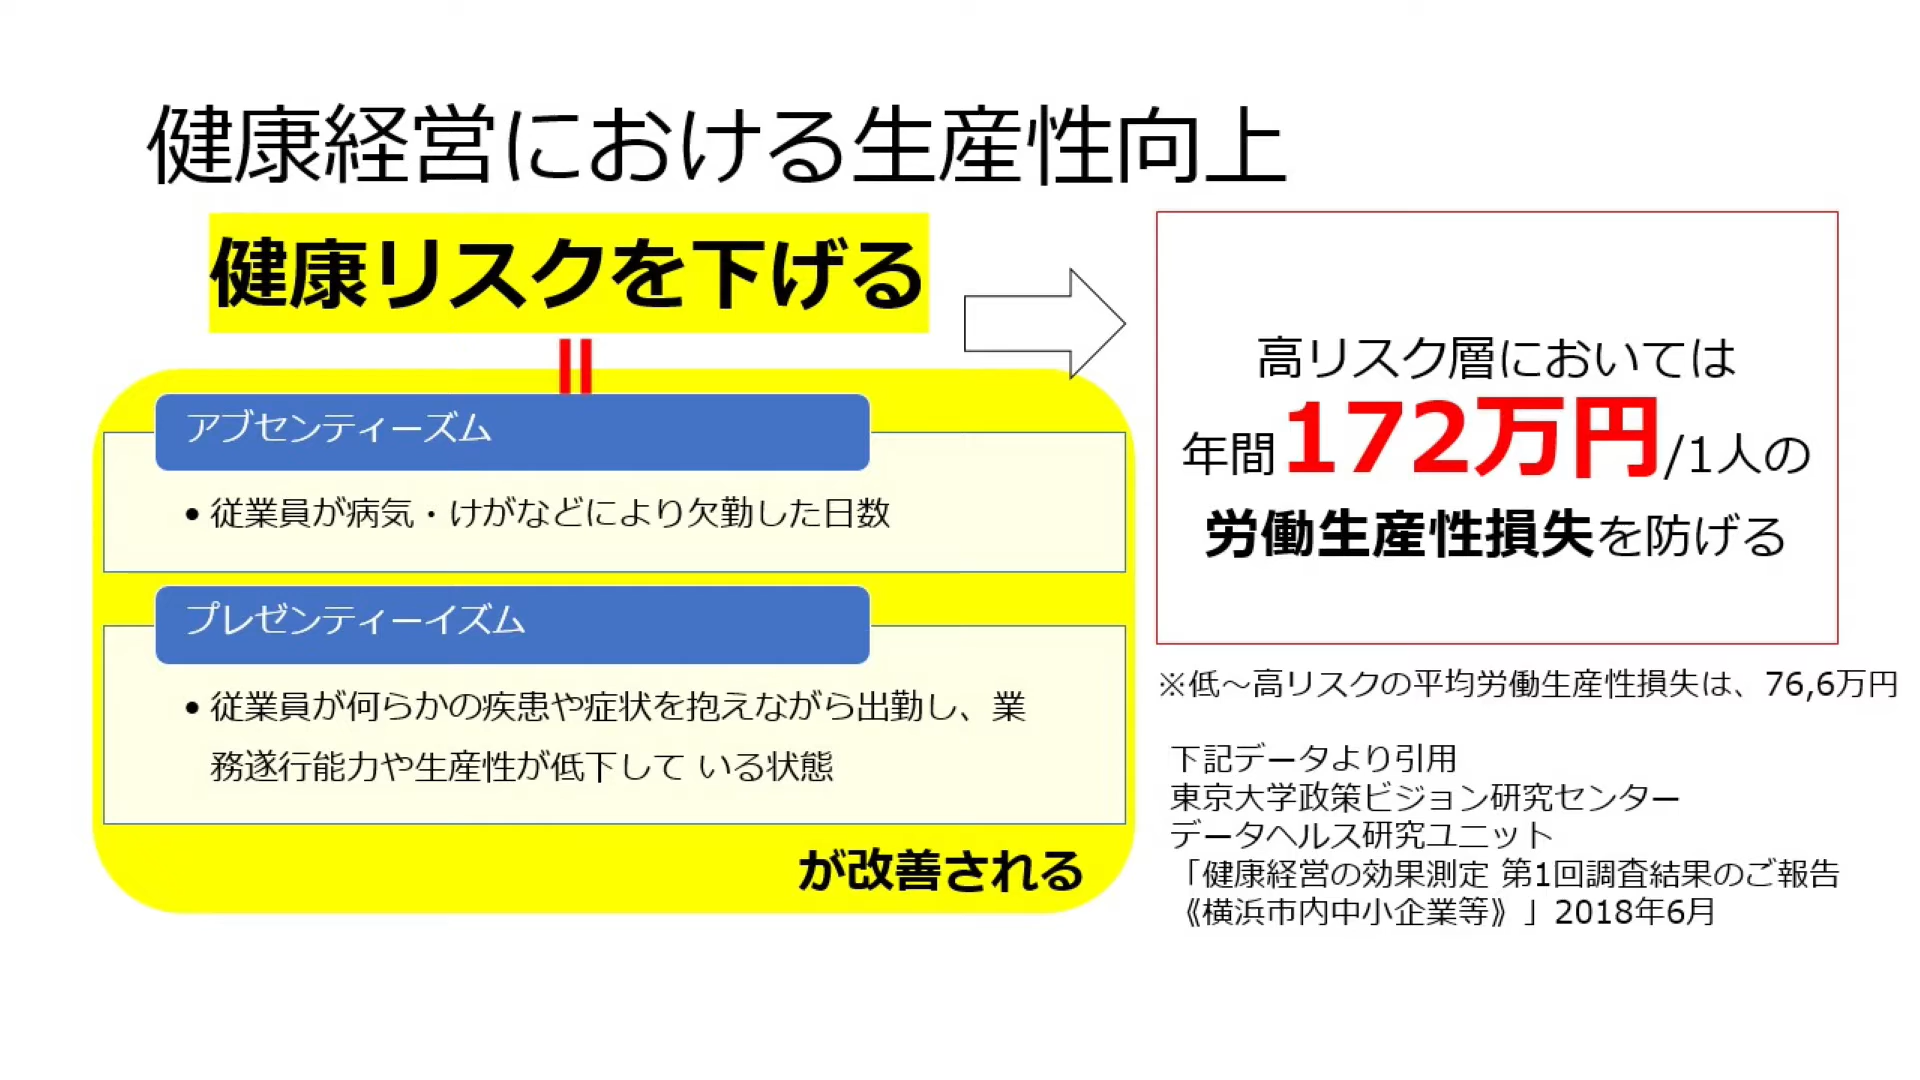 健康経営における生産性向上
健康リスクを下げる
アブセンティーズム
• 従業員が病気・けがなどにより欠勤した日数
プレゼンティーイズム
• 従業員が何らかの疾患や症状を抱えながら出勤し、業
務遂行能力や生産性が低下して いる状態
が改善される
高リスク層においては
年間172万円/1人の
労働生産性損失を防げる
※低～高リスクの平均労働生産性損失は、76,6万円
下記データより引用
東京大学政策ビジョン研究センター
データヘルス研究ユニット
「健康経営の効果測定 第1回調査結果のご報告
《横浜市内中小企業等》」2018年6月